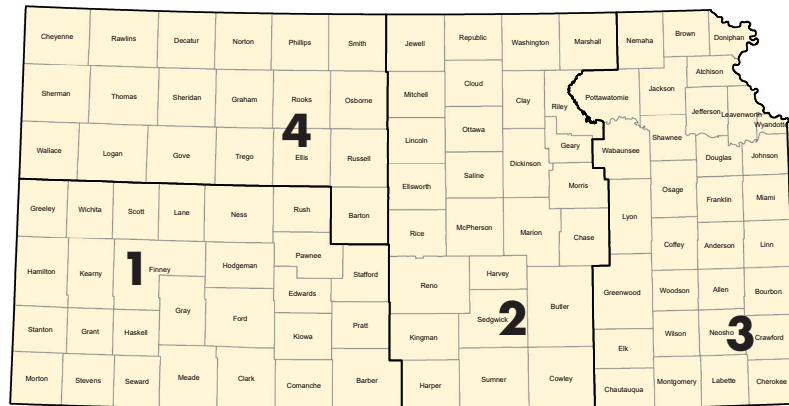 Cheyenne Rawlins Decatur Norton Phillips Smith Jewell Republic Washington Marshall Nemaha Brown Doniphan
Atchison
Sherman Thomas Sheridan Graham Rooks Osborne Mitchell Cloud Clay Riley Pottawatomie Jackson
Jefferson Leavenworth
Wyandotte
4
Wallace Logan Gove Trego Ellis Russell Lincoln Ottawa Dickinson Geary Wabaunsee Shawnee Douglas Johnson
Ellsworth Saline Morris Osage Franklin Miami
Greeley Wichita Scott Lane Ness Rush Barton Rice McPherson Marion Chase Lyon
Coffey Anderson Linn
1
Hamilton Kearny Finney Hodgeman Pawnee Stafford Reno Harvey
Edwards Butler Greenwood Woodson Allen Bourbon
Gray Ford
Stanton Grant Haskell Kiowa Pratt Kingman Sedgwick 2 Elk Wilson Neosho 3 Crawford
Morton Stevens Seward Meade Clark Comanche Barber Harper Sumner Cowley Chautauqua Montgomery Labette Cherokee